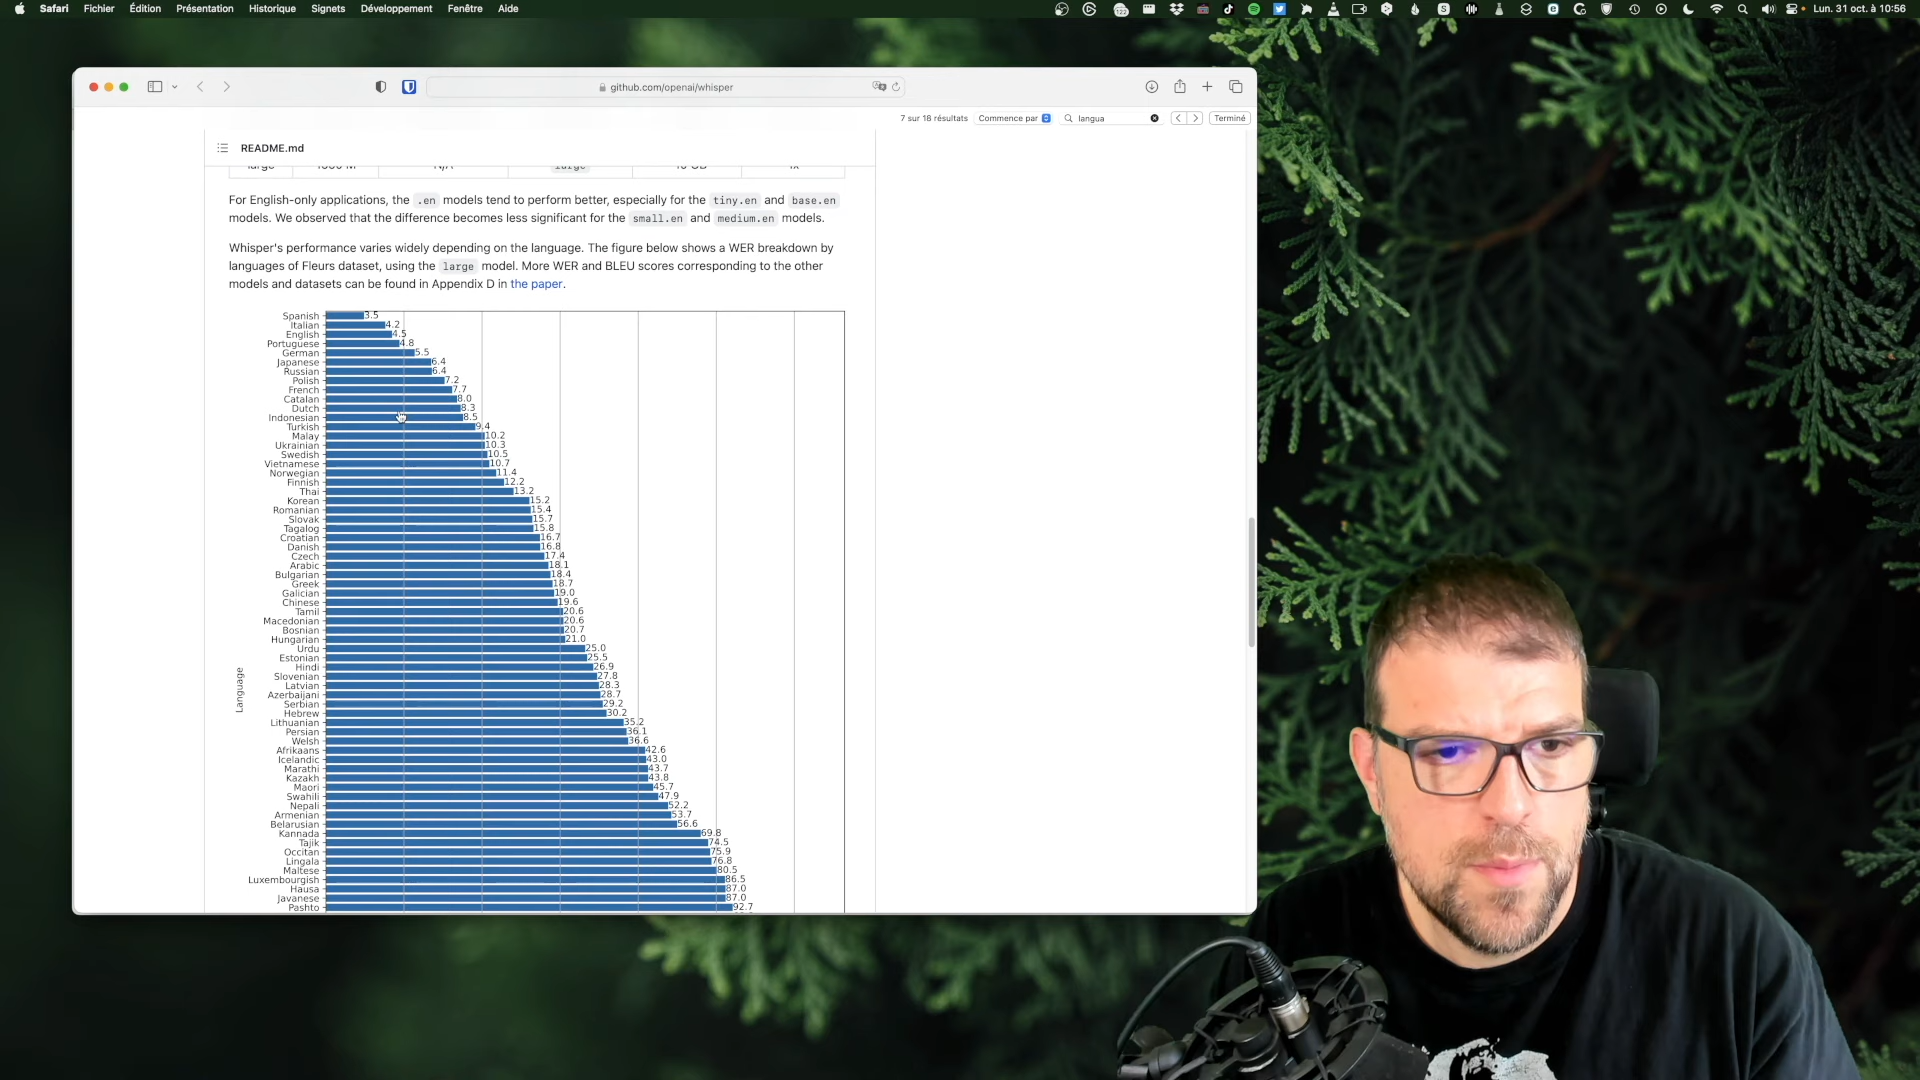 Safari Fichier Édition Présentation Historique Signets Développement Fenêtre Aide
Lun. 31 oct. à 10:56
github.com/openai/whisper
7 sur 18 résultats Commence par langua Terminé
README.md
For English-only applications, the .en models tend to perform better, especially for the tiny.en and base.en
models. We observed that the difference becomes less significant for the small.en and medium.en models.
Whisper's performance varies widely depending on the language. The figure below shows a WER breakdown by
languages of Fleurs dataset, using the large model. More WER and BLEU scores corresponding to the other
models and datasets can be found in Appendix D in the paper.
Spanish 3.5
Italian 4.2
English 4.5
Portuguese 4.8
German 5.5
Japanese 6.4
Russian 6.4
Polish 7.2
French 7.7
Catalan 8.0
Dutch 8.3
Indonesian 8.5
Turkish 9.4
Malay 10.2
Ukrainian 10.3
Swedish 10.5
Vietnamese 10.7
Norwegian 11.4
Finnish 12.2
Thai 13.2
Korean 15.2
Romanian 15.4
Slovak 15.7
Tagalog 15.8
Croatian 16.7
Danish 16.8
Czech 17.4
Arabic 18.1
Bulgarian 18.4
Greek 18.7
Galician 19.0
Chinese 19.6
Tamil 20.6
Macedonian 20.6
Bosnian 20.7
Hungarian 21.0
Urdu 25.0
Estonian 25.5
Hindi 26.9
Slovenian 27.8
Latvian 28.3
Azerbaijani 28.7
Serbian 29.2
Hebrew 30.2
Lithuanian 35.2
Persian 36.1
Welsh 36.6
Afrikaans 42.6
Icelandic 43.0
Marathi 43.7
Kazakh 43.8
Maori 45.7
Swahili 47.9
Nepali 52.2
Armenian 53.7
Belarusian 56.6
Kannada 69.8
Tajik 74.5
Occitan 75.9
Lingala 76.8
Maltese 80.5
Luxembourgish 86.5
Hausa 87.0
Javanese 87.0
Pashto 92.7
Language